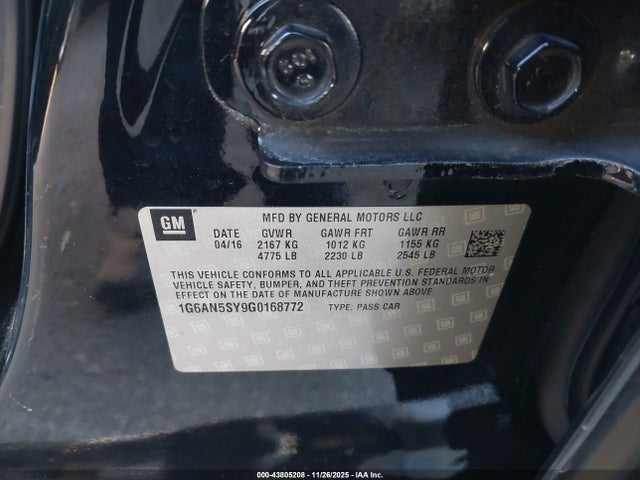 GM
MFD BY GENERAL MOTORS LLC
DATE GVWR GAWR FRT GAWR RR
04/16 2167 KG 1012 KG 1155 KG
4775 LB 2230 LB 2545 LB
THIS VEHICLE CONFORMS TO ALL APPLICABLE U.S. FEDERAL MOTOR
VEHICLE SAFETY, BUMPER, AND THEFT PREVENTION STANDARDS IN
EFFECT ON THE DATE OF MANUFACTURE SHOWN ABOVE.
1G6AN5SY9G0168772 TYPE: PASS CAR
000-43805208 - 11/26/2025 - IAA Inc.